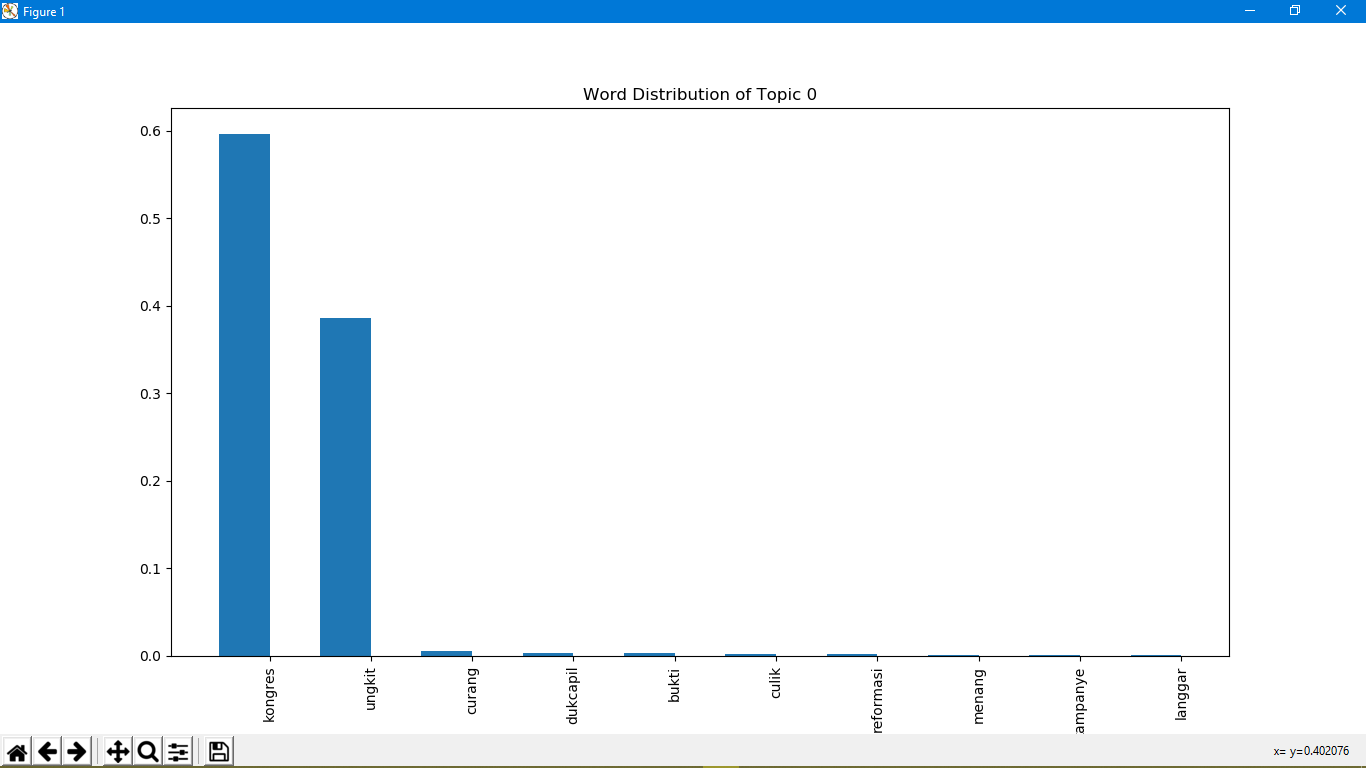 Figure 1
Word Distribution of Topic 0
0.6
0.5
0.4
0.3
0.2
0.1
0.0
kongres
ungkit
curang
dukcapil
bukti
culik
reformasi
menang
ampanye
langgar
x= y=0.402076